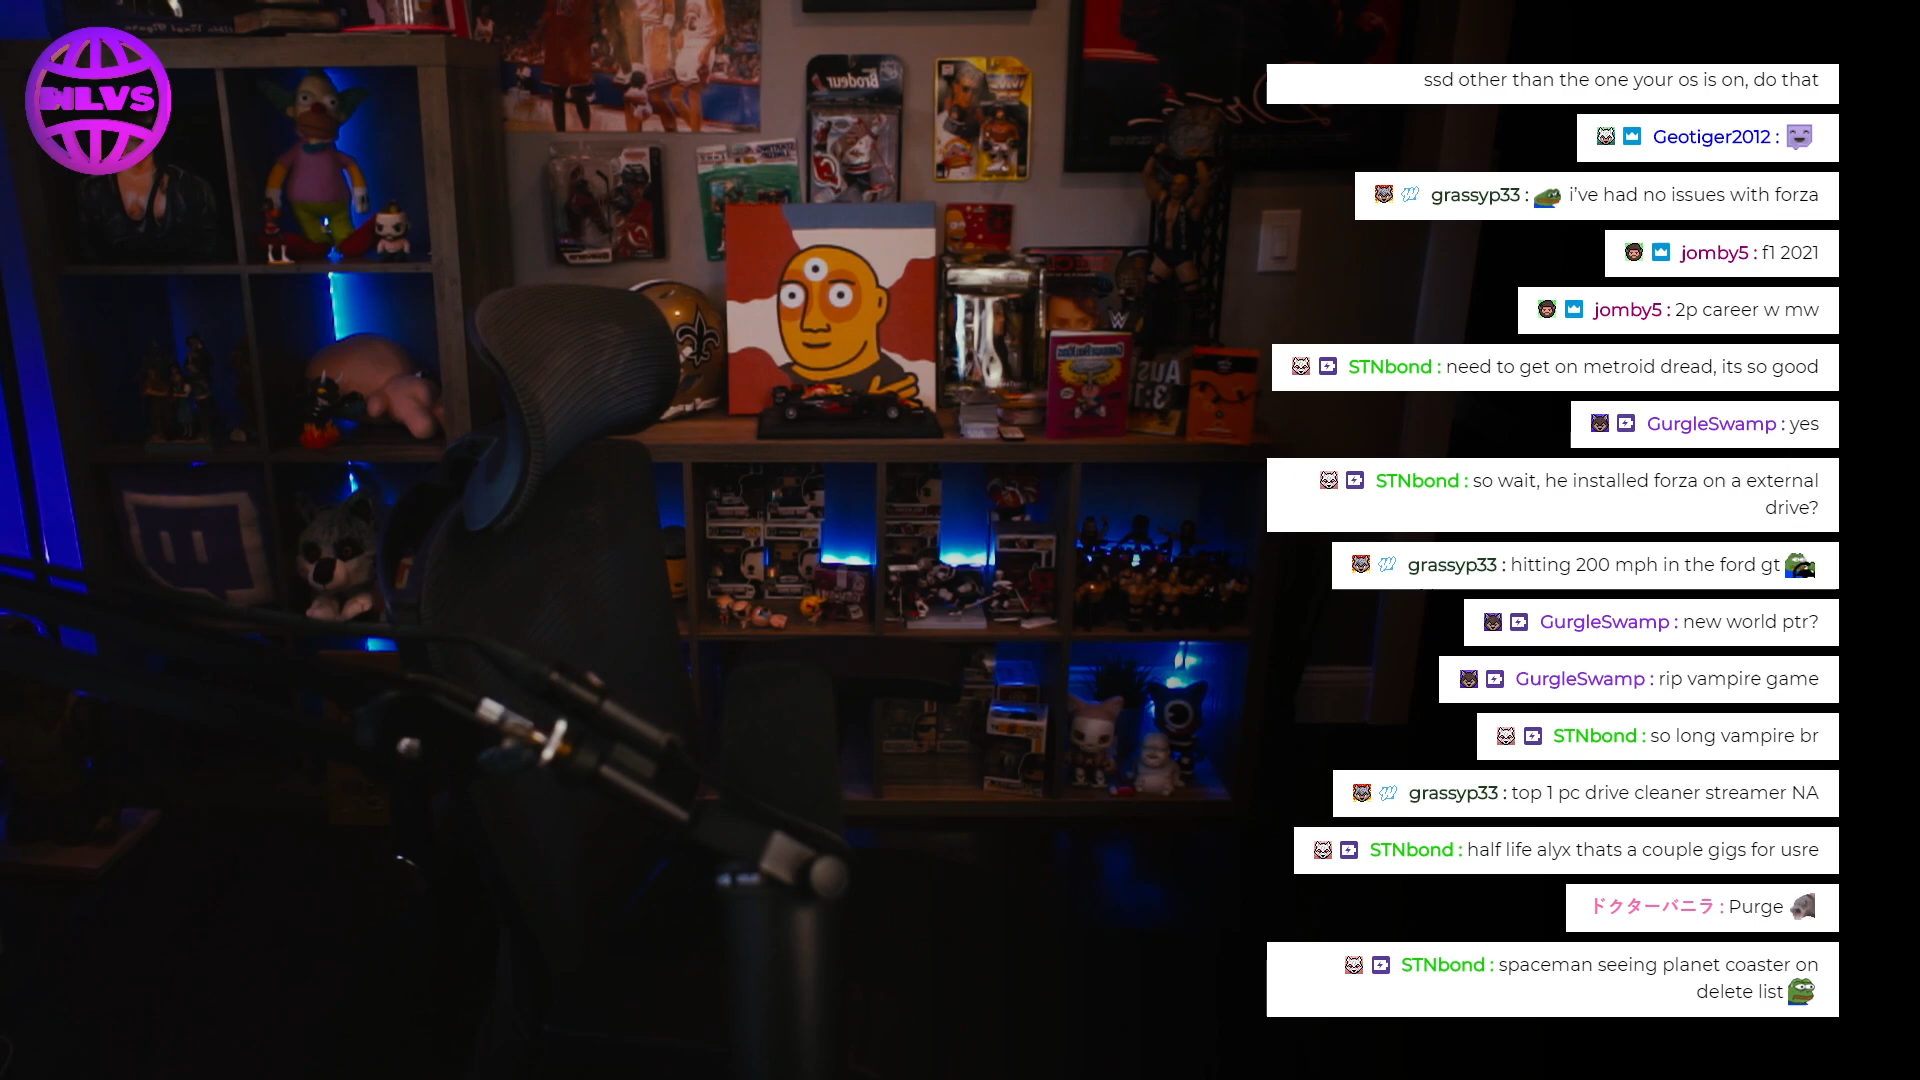 WLVS
Brodeur
ssd other than the one your os is on, do that
Geotiger2012 :
grassyp33 : i've had no issues with forza
jomby5 : f1 2021
jomby5 : 2p career w mw
STNbond : need to get on metroid dread, its so good
GurgleSwamp : yes
STNbond : so wait, he installed forza on a external
drive?
grassyp33 : hitting 200 mph in the ford gt
GurgleSwamp : new world ptr?
GurgleSwamp : rip vampire game
STNbond : so long vampire br
grassyp33 : top 1 pc drive cleaner streamer NA
STNbond : half life alyx thats a couple gigs for usre
ドクターバニラ : Purge
STNbond : spaceman seeing planet coaster on
delete list